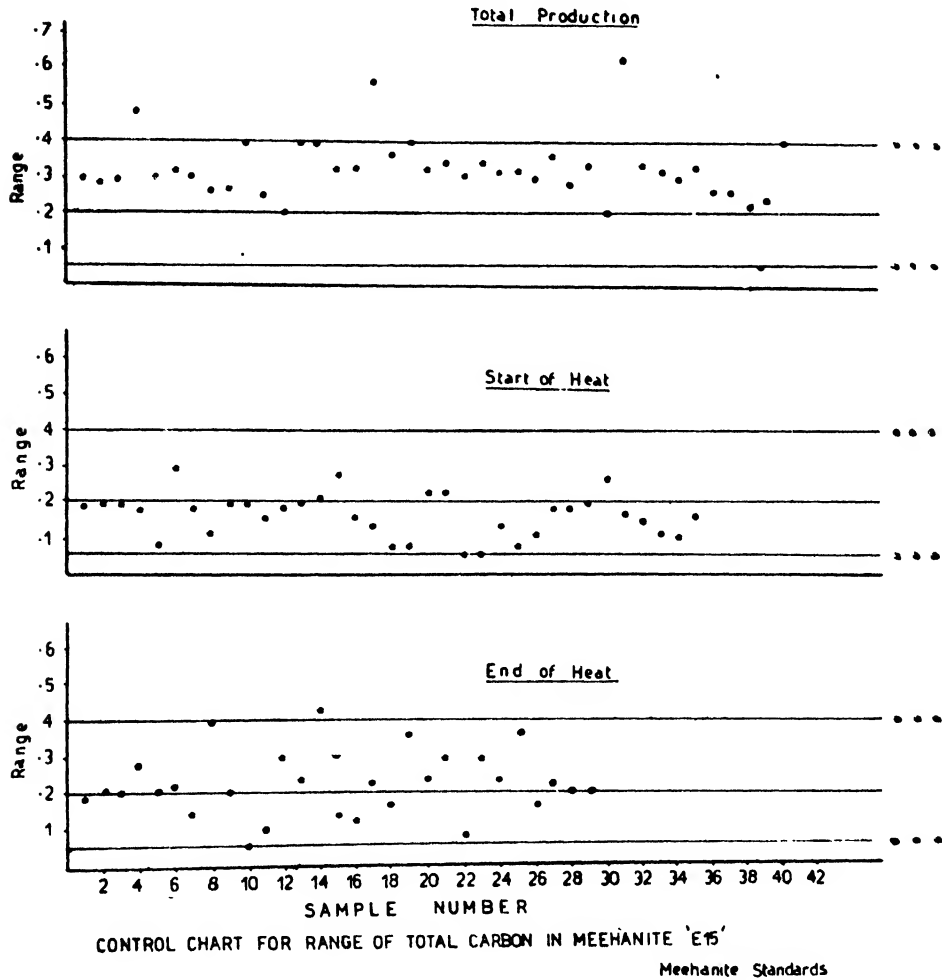 Total Production
·7
·6
·5
·4
·3
·2
·1
Range
Start of Heat
·6
·5
4
·3
·2
·1
Range
End of Heat
·6
·5
4
·3
·2
1
Range
2 4 6 8 10 12 14 16 18 20 22 24 26 28 30 32 34 36 38 40 42
SAMPLE NUMBER
CONTROL CHART FOR RANGE OF TOTAL CARBON IN MEEHANITE 'E15'
Meehanite Standards